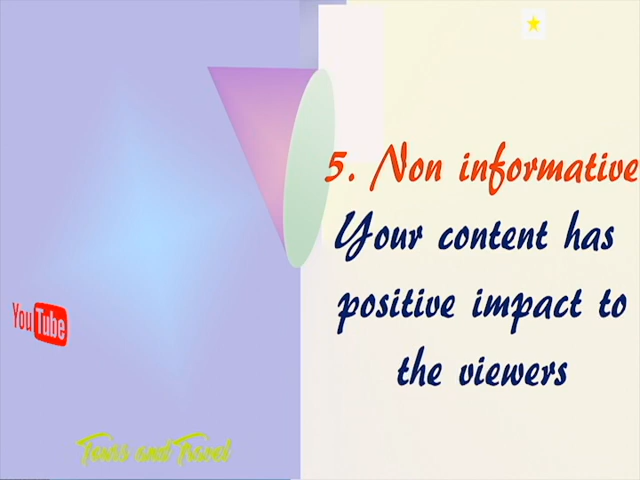 5. Non informative
Your content has
positive impact to
the viewers
YouTube
Tours and Travel